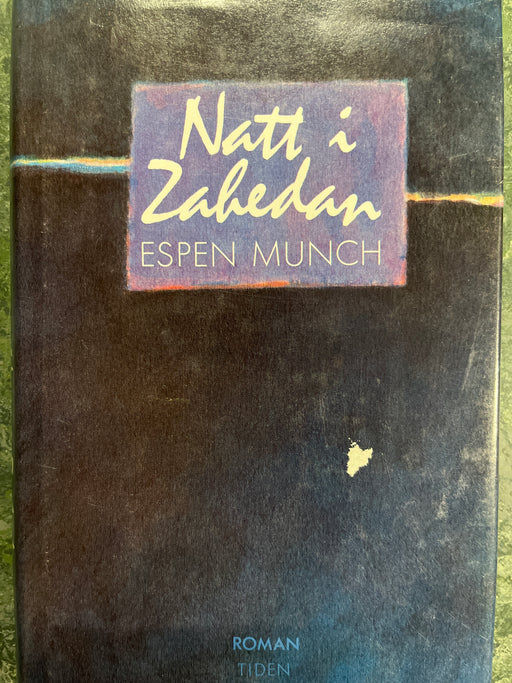 Natt i
Zahedan
ESPEN MUNCH
ROMAN
TIDEN